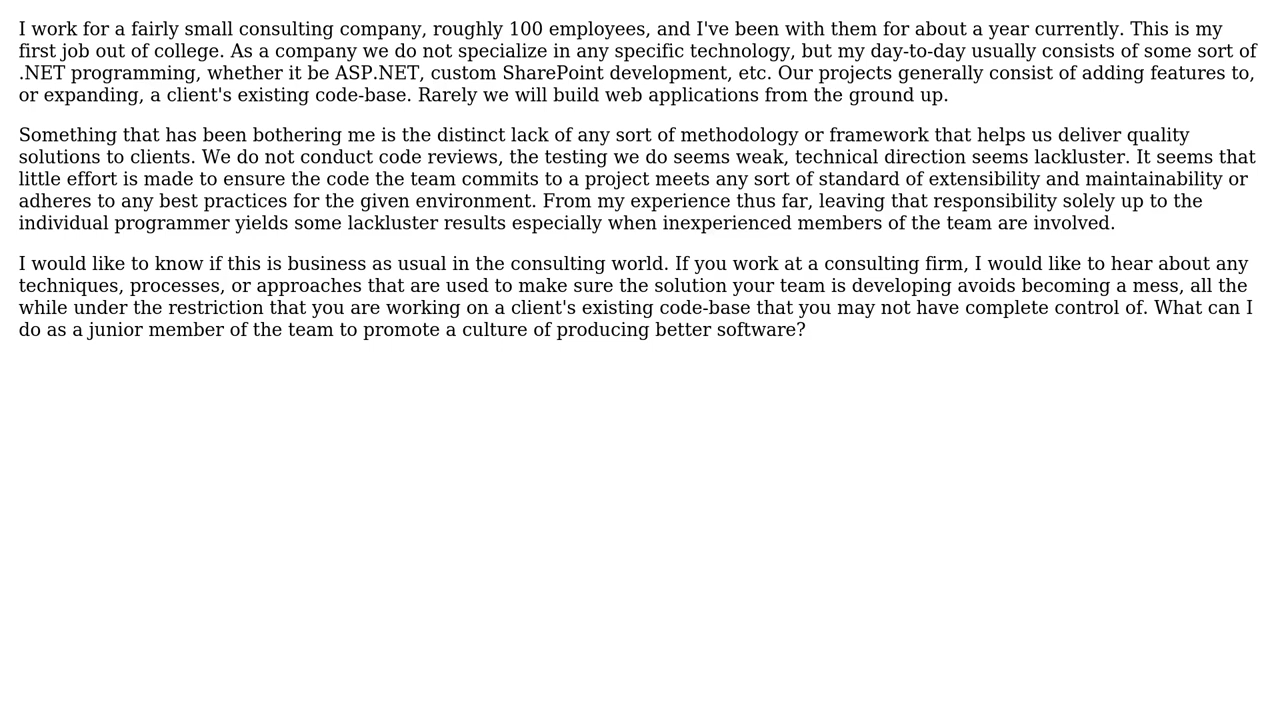 I work for a fairly small consulting company, roughly 100 employees, and I've been with them for about a year currently. This is my
first job out of college. As a company we do not specialize in any specific technology, but my day-to-day usually consists of some sort of
.NET programming, whether it be ASP.NET, custom SharePoint development, etc. Our projects generally consist of adding features to,
or expanding, a client's existing code-base. Rarely we will build web applications from the ground up.
Something that has been bothering me is the distinct lack of any sort of methodology or framework that helps us deliver quality
solutions to clients. We do not conduct code reviews, the testing we do seems weak, technical direction seems lackluster. It seems that
little effort is made to ensure the code the team commits to a project meets any sort of standard of extensibility and maintainability or
adheres to any best practices for the given environment. From my experience thus far, leaving that responsibility solely up to the
individual programmer yields some lackluster results especially when inexperienced members of the team are involved.
I would like to know if this is business as usual in the consulting world. If you work at a consulting firm, I would like to hear about any
techniques, processes, or approaches that are used to make sure the solution your team is developing avoids becoming a mess, all the
while under the restriction that you are working on a client's existing code-base that you may not have complete control of. What can I
do as a junior member of the team to promote a culture of producing better software?